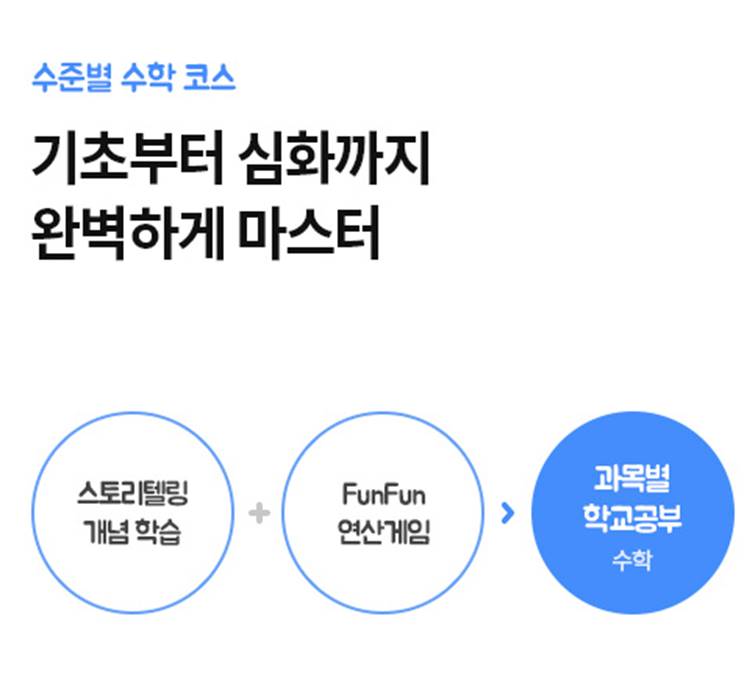 수준별 수학 코스
기초부터 심화까지
완벽하게 마스터
스토리텔링
개념 학습
+
FunFun
연산게임
>
과목별
학교공부
수학